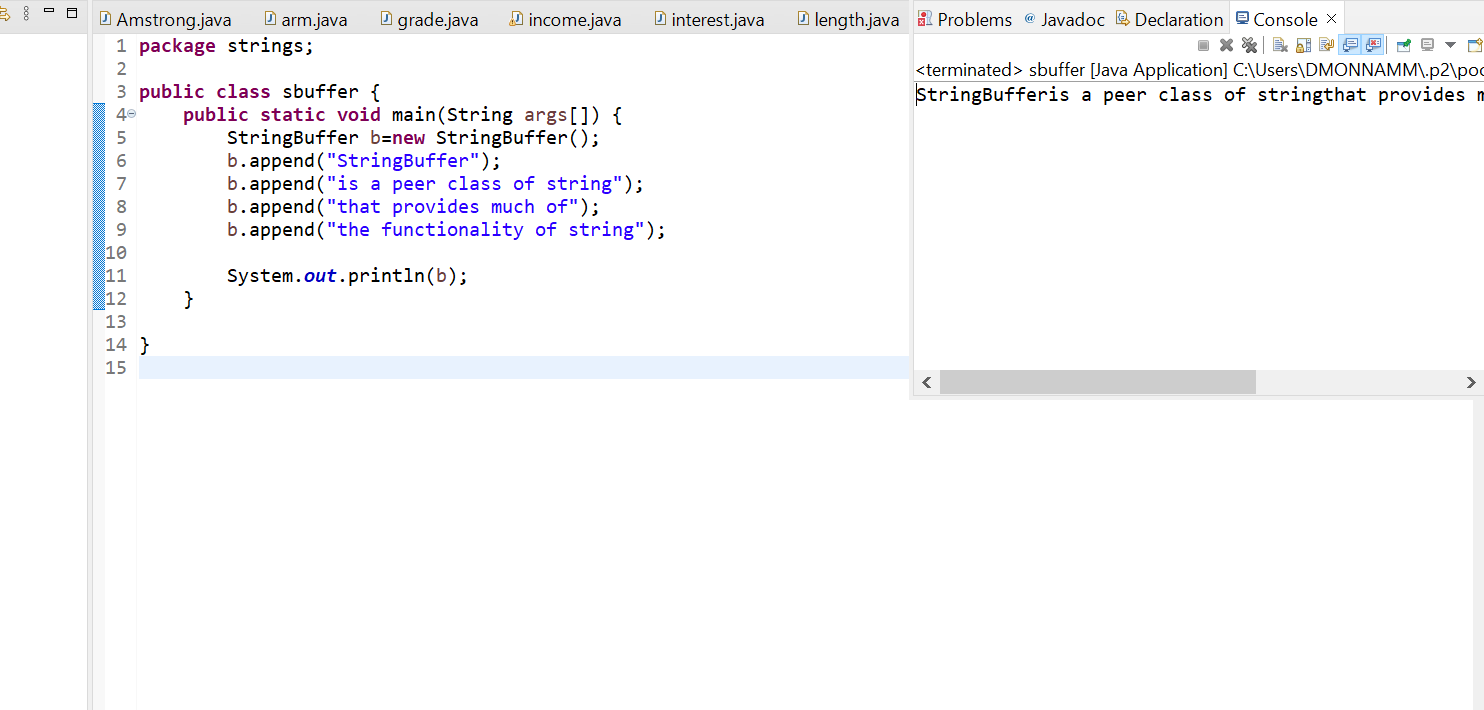 Amstrong.java arm.java grade.java income.java interest.java length.java
1 package strings;
2
3 public class sbuffer {
4 public static void main(String args[]) {
5 StringBuffer b=new StringBuffer();
6 b.append("StringBuffer");
7 b.append("is a peer class of string");
8 b.append("that provides much of");
9 b.append("the functionality of string");
10
11 System.out.println(b);
12 }
13
14 }
15
Problems Javadoc Declaration Console
<terminated> sbuffer [Java Application] C:\Users\DMONNAMM\.p2\poo
StringBufferis a peer class of stringthat provides